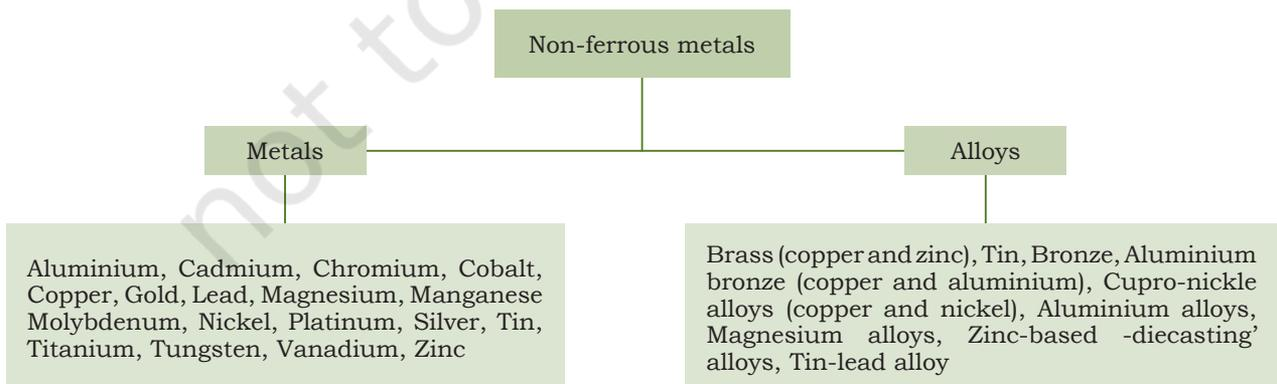 Non-ferrous metals
Metals
Alloys
Aluminium, Cadmium, Chromium, Cobalt,
Copper, Gold, Lead, Magnesium, Manganese
Molybdenum, Nickel, Platinum, Silver, Tin,
Titanium, Tungsten, Vanadium, Zinc
Brass (copper and zinc), Tin, Bronze, Aluminium
bronze (copper and aluminium), Cupro-nickle
alloys (copper and nickel), Aluminium alloys,
Magnesium alloys, Zinc-based -diecasting’
alloys, Tin-lead alloy
not to